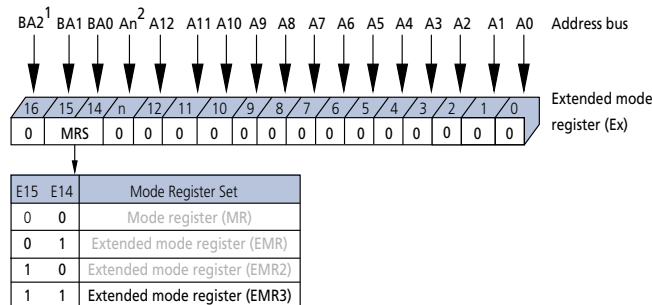 BA2¹ BA1 BA0 An² A12 A11 A10 A9 A8 A7 A6 A5 A4 A3 A2 A1 A0 Address bus
16 15 14 n 12 11 10 9 8 7 6 5 4 3 2 1 0 Extended mode
0 MRS 0 0 0 0 0 0 0 0 0 0 0 0 0 0 register (Ex)
E15 E14 Mode Register Set
0 0 Mode register (MR)
0 1 Extended mode register (EMR)
1 0 Extended mode register (EMR2)
1 1 Extended mode register (EMR3)